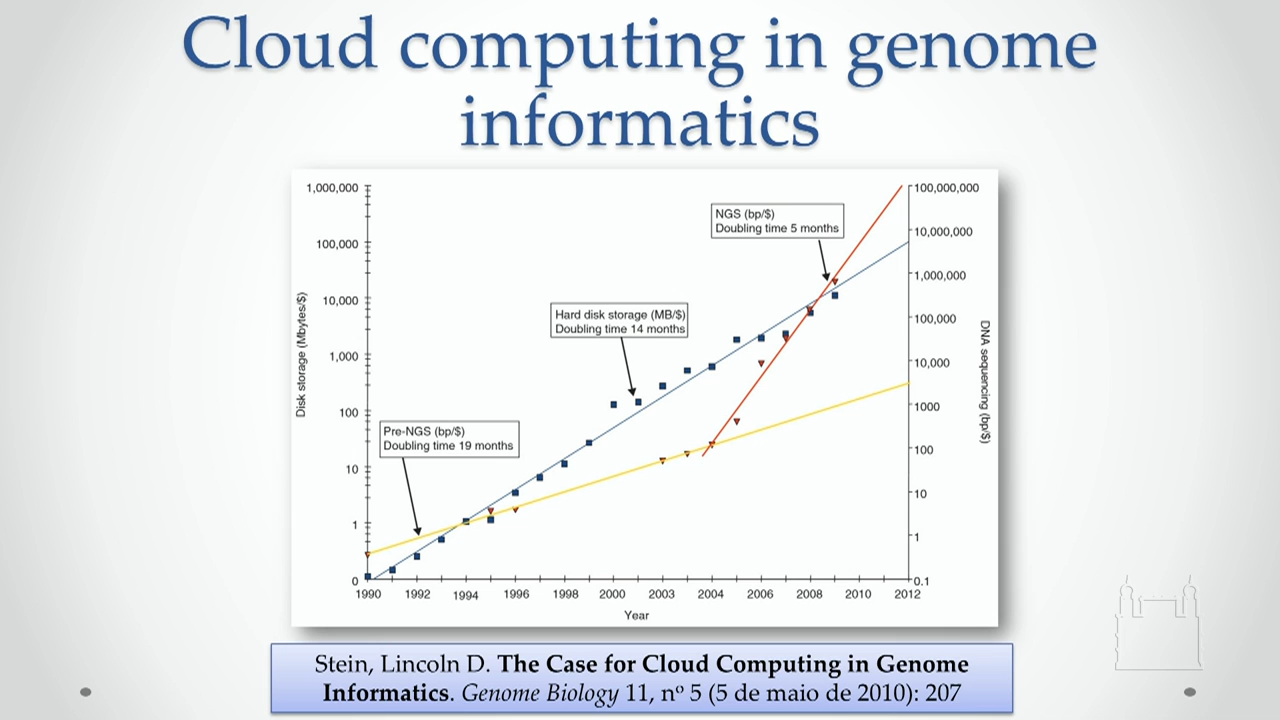 Cloud computing in genome
informatics
1,000,000
100,000
10,000
1,000
100
10
1
0
Disk storage (Mbytes/$)
NGS (bp/$)
Doubling time 5 months
Hard disk storage (MB/$)
Doubling time 14 months
Pre-NGS (bp/$)
Doubling time 19 months
100,000,000
10,000,000
1,000,000
100,000
10,000
1000
100
10
1
0.1
DNA sequencing (bp/$)
1990 1992 1994 1996 1998 2000 2003 2004 2006 2008 2010 2012
Year
Stein, Lincoln D. The Case for Cloud Computing in Genome
Informatics. Genome Biology 11, nº 5 (5 de maio de 2010): 207